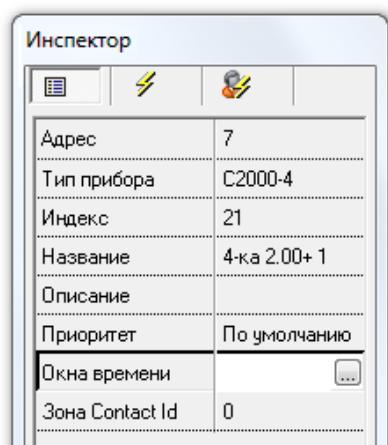 Инспектор
Адрес 7
Тип прибора С2000-4
Индекс 21
Название 4-ка 2.00+ 1
Описание
Приоритет По умолчанию
Окна времени ...
Зона Contact Id 0